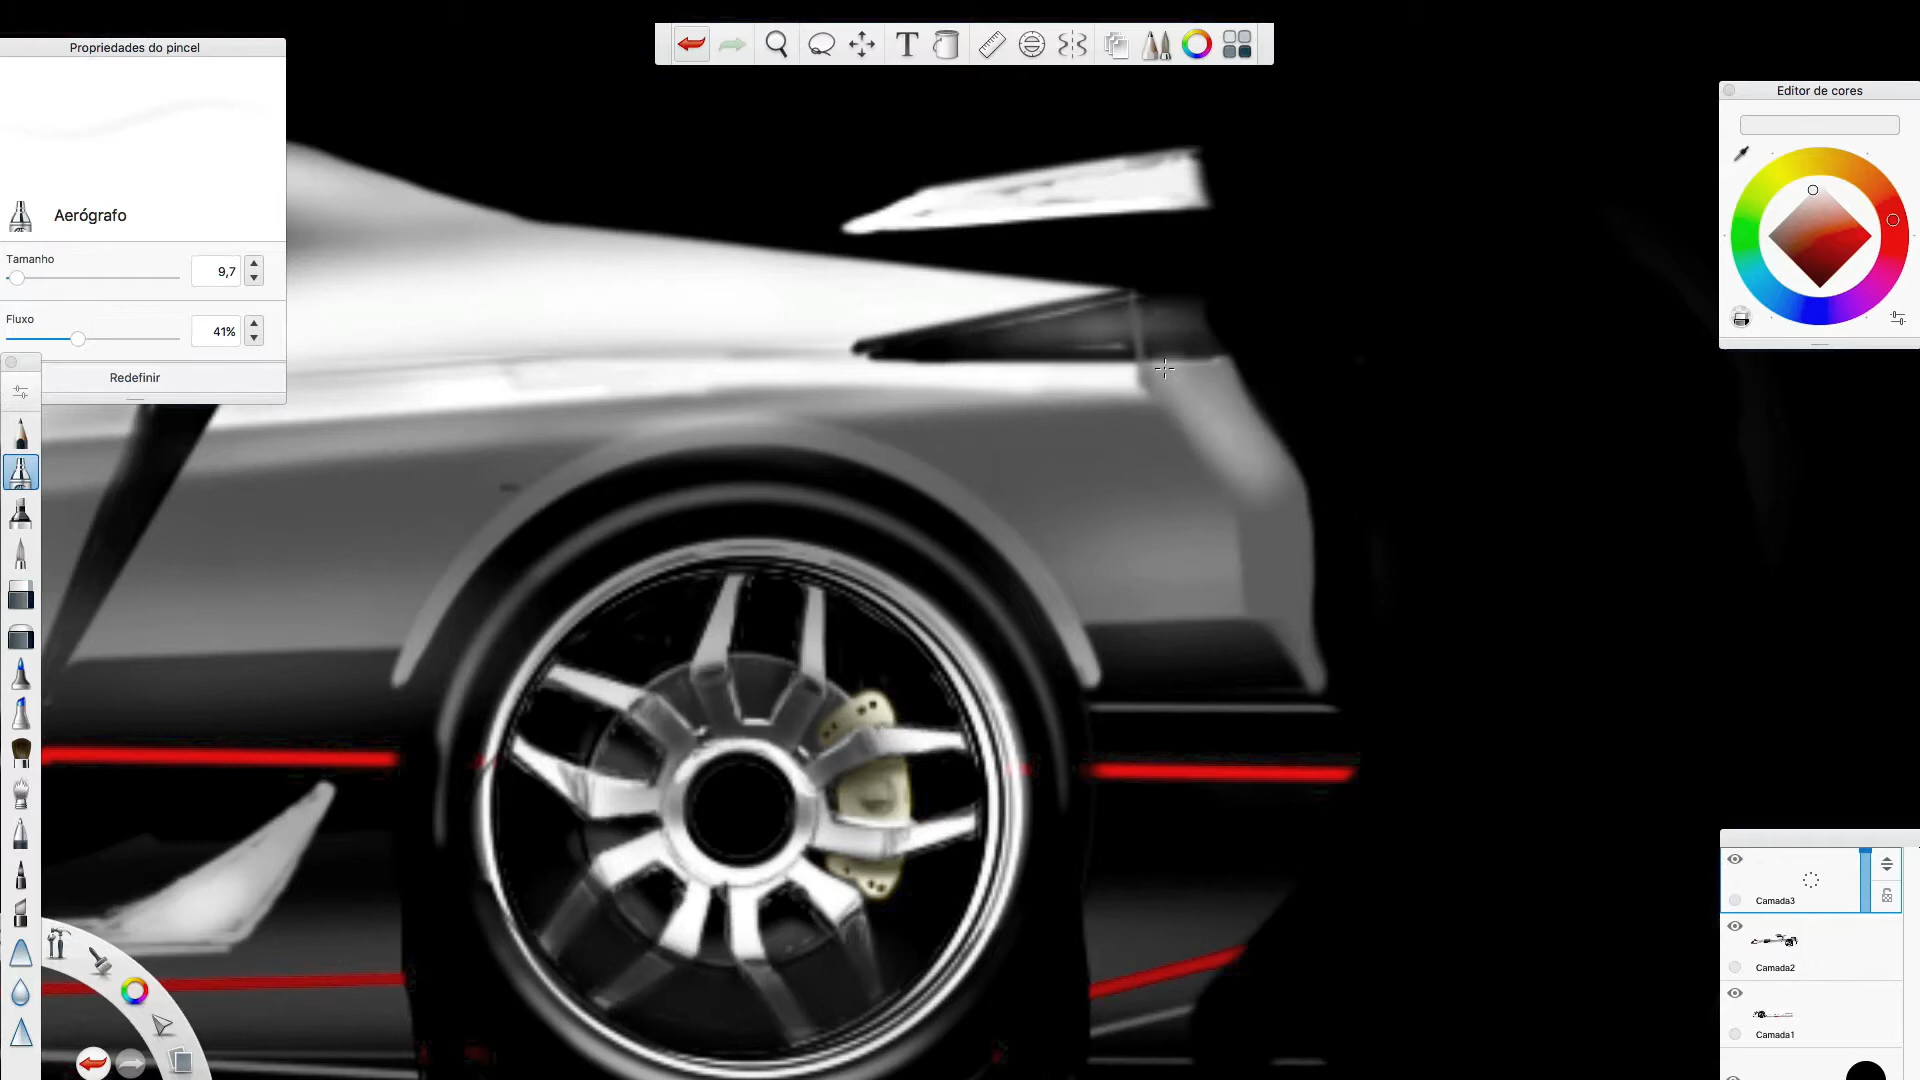 Propriedades do pincel
Aerógrafo
Tamanho
9,7
Fluxo
41%
Redefinir
T
Editor de cores
Camada3
Camada2
Camada1